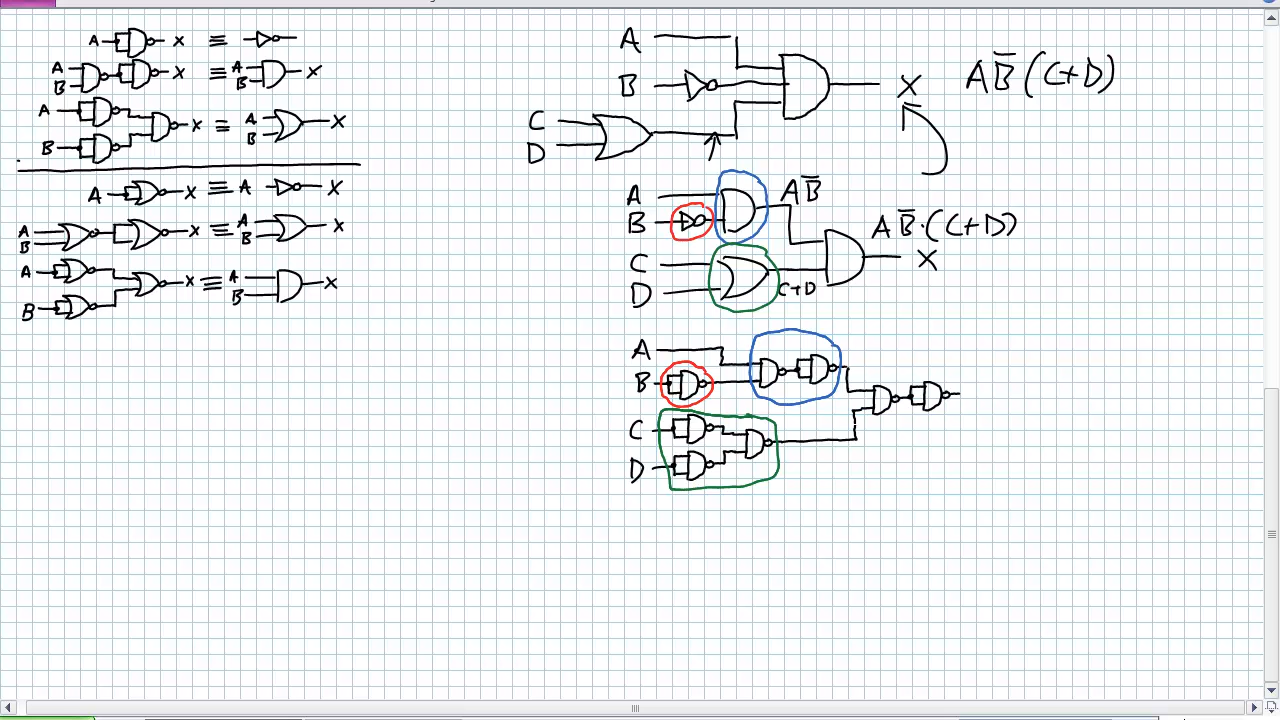 A X ≡
A B X ≡ A B X
A B X ≡ A B X
A X ≡ A X
A B X ≡ A B X
A B X ≡ A B X
A
B X AB̅(C+D)
C
D
A AB̅
B AB̅·(C+D)
C X
D C+D
A
B
C
D